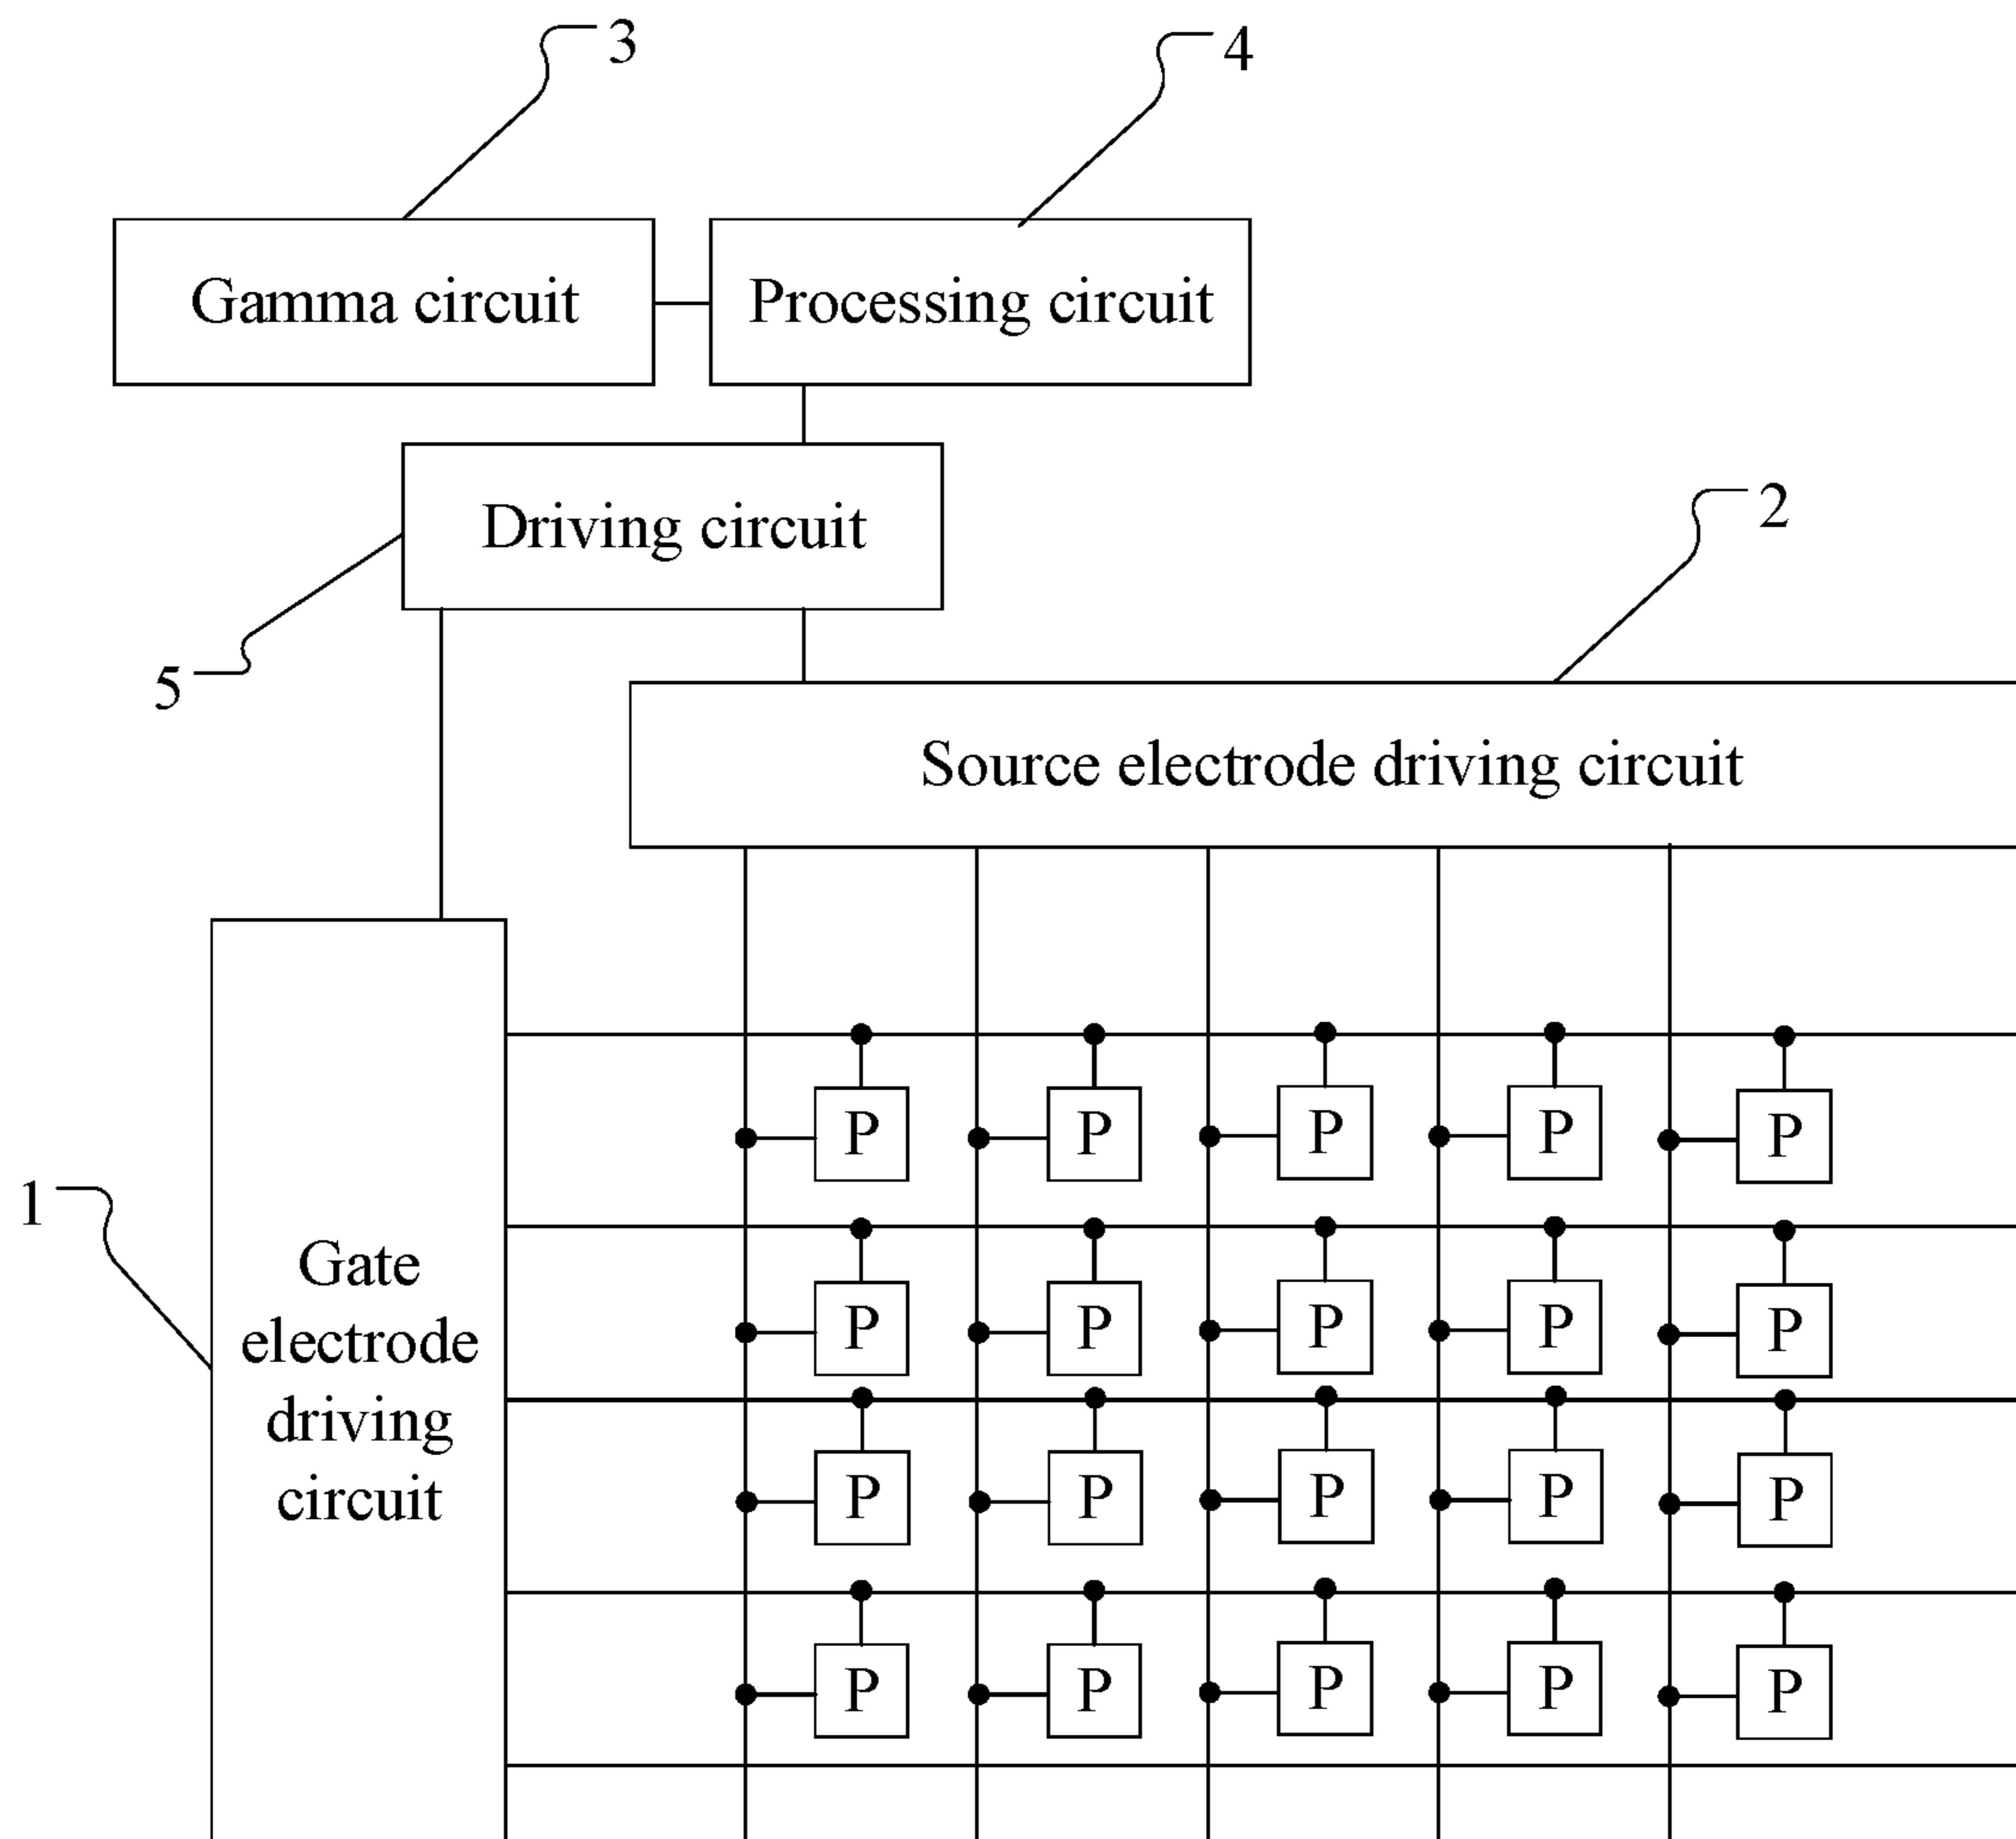 3
4
Gamma circuit
Processing circuit
Driving circuit
2
5
Source electrode driving circuit
P P P P P
1
Gate
electrode
driving
circuit
P P P P P
P P P P P
P P P P P